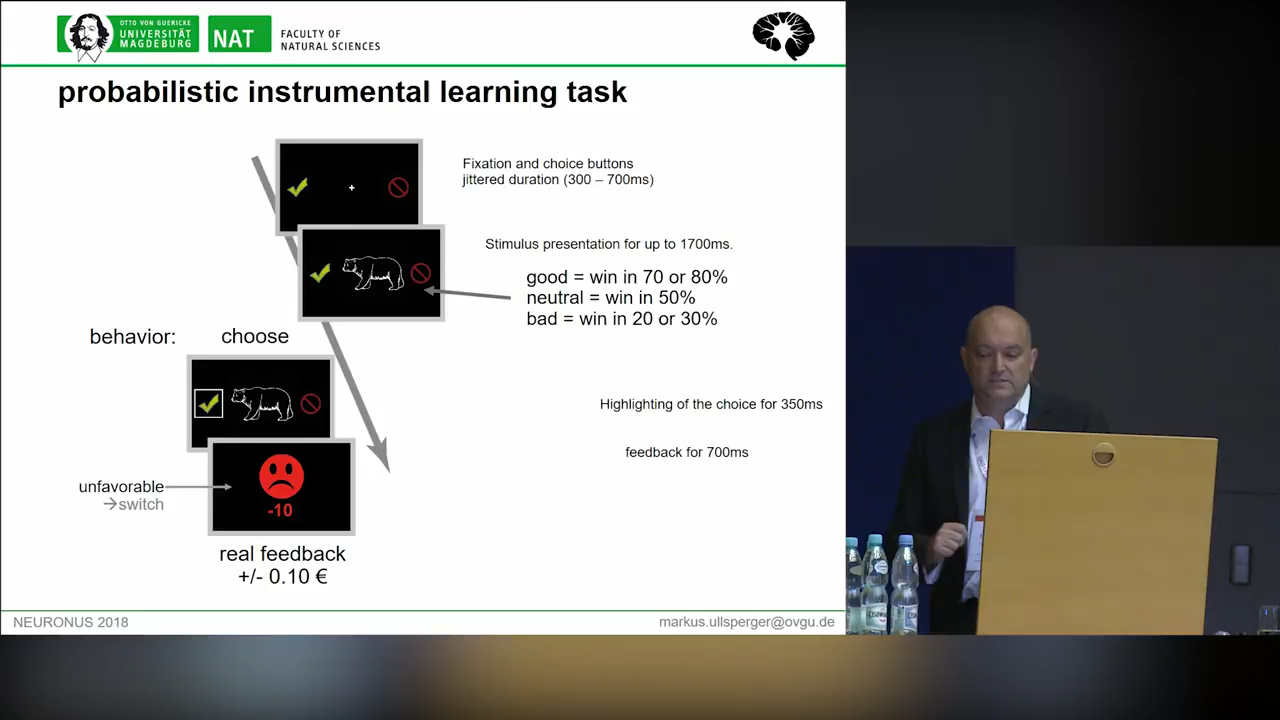 OTTO VON GUERICKE
UNIVERSITÄT
MAGDEBURG
NAT
FACULTY OF
NATURAL SCIENCES
probabilistic instrumental learning task
Fixation and choice buttons
jittered duration (300 – 700ms)
Stimulus presentation for up to 1700ms.
good = win in 70 or 80%
neutral = win in 50%
bad = win in 20 or 30%
behavior: choose
Highlighting of the choice for 350ms
feedback for 700ms
unfavorable
→switch
-10
real feedback
+/- 0.10 €
NEURONUS 2018
markus.ullsperger@ovgu.de